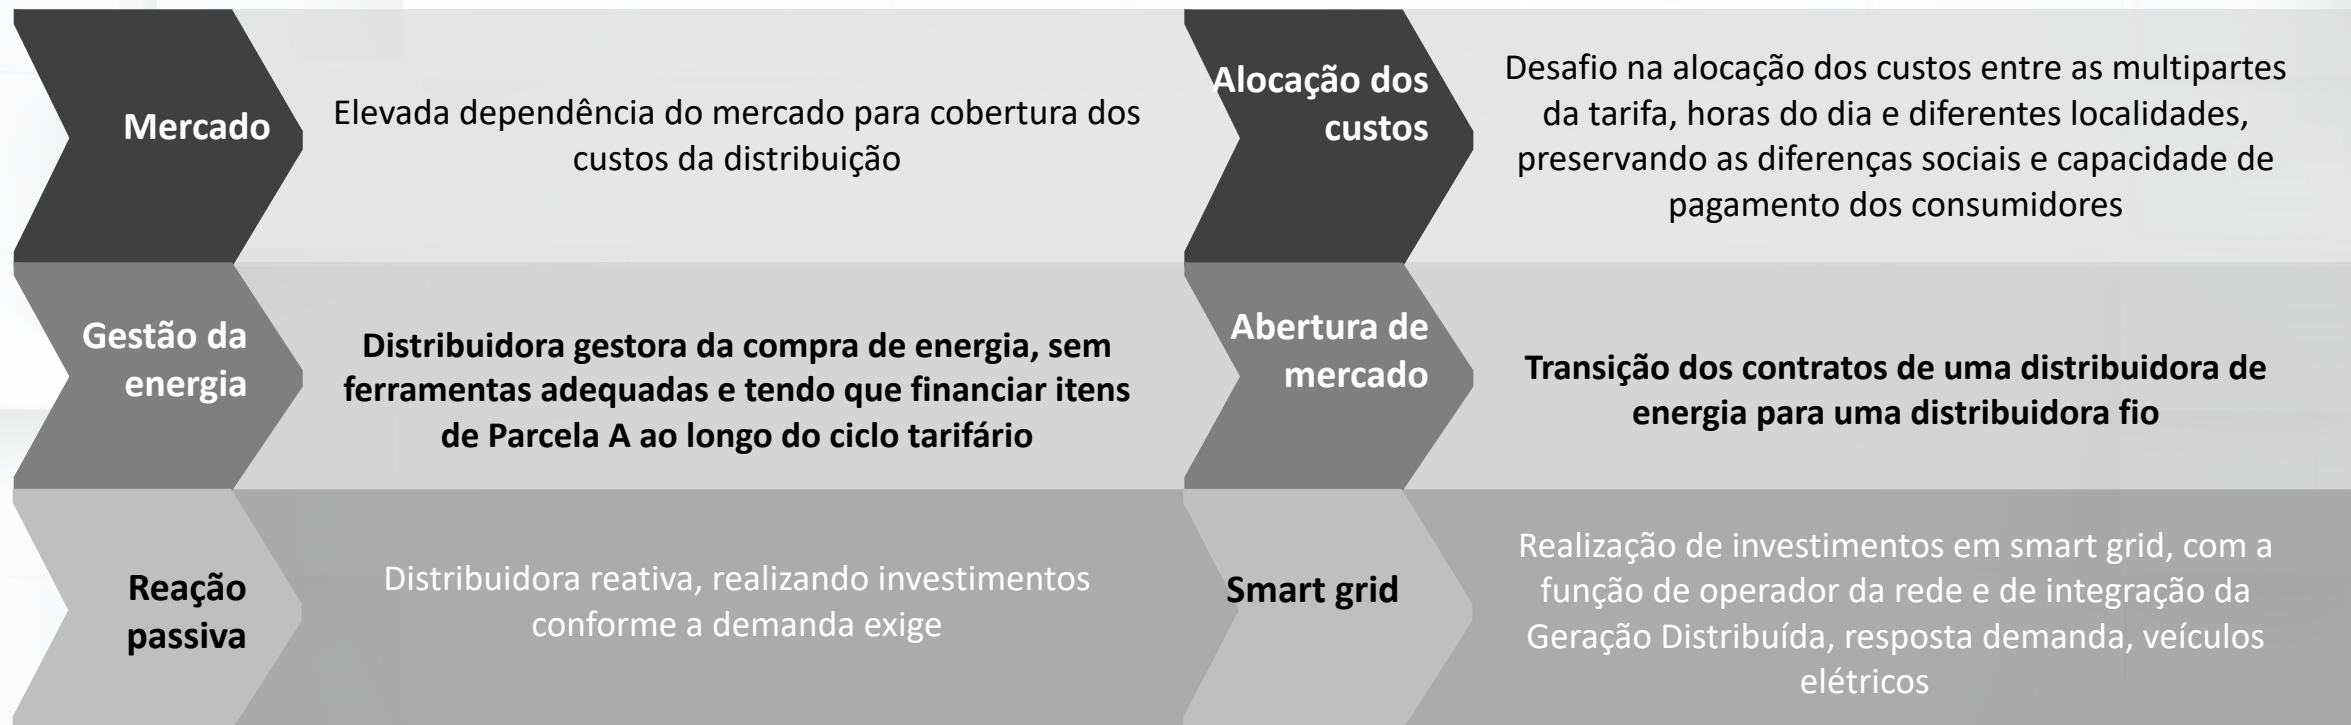 Mercado
Elevada dependência do mercado para cobertura dos
custos da distribuição
Alocação dos
custos
Desafio na alocação dos custos entre as multipartes
da tarifa, horas do dia e diferentes localidades,
preservando as diferenças sociais e capacidade de
pagamento dos consumidores
Gestão da
energia
Distribuidora gestora da compra de energia, sem
ferramentas adequadas e tendo que financiar itens
de Parcela A ao longo do ciclo tarifário
Abertura de
mercado
Transição dos contratos de uma distribuidora de
energia para uma distribuidora fio
Reação
passiva
Distribuidora reativa, realizando investimentos
conforme a demanda exige
Smart grid
Realização de investimentos em smart grid, com a
função de operador da rede e de integração da
Geração Distribuída, resposta demanda, veículos
elétricos